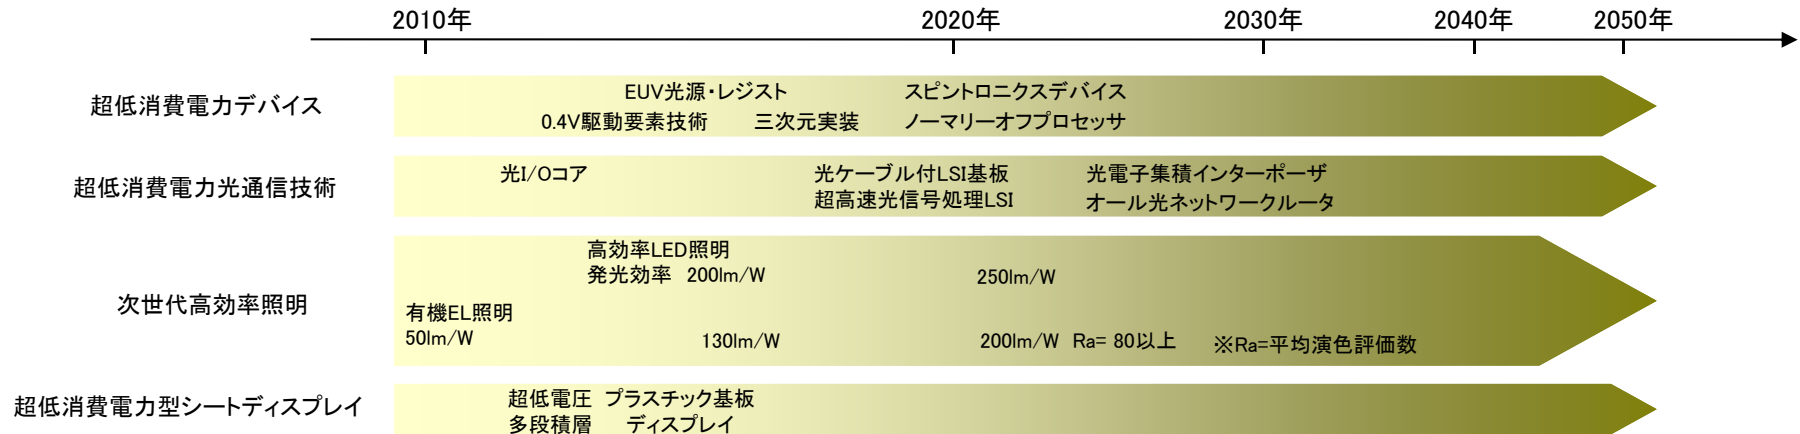 2010年 2020年 2030年 2040年 2050年
超低消費電力デバイス
EUV光源・レジスト スピントロニクスデバイス
0.4V駆動要素技術 三次元実装 ノーマリーオフプロセッサ
超低消費電力光通信技術
光I/Oコア 光ケーブル付LSI基板 光電子集積インターポーザ
超高速光信号処理LSI オール光ネットワークルータ
次世代高効率照明
高効率LED照明
発光効率 200lm/W 250lm/W
有機EL照明
50lm/W 130lm/W 200lm/W Ra= 80以上 ※Ra=平均演色評価数
超低消費電力型シートディスプレイ
超低電圧 プラスチック基板
多段積層 ディスプレイ